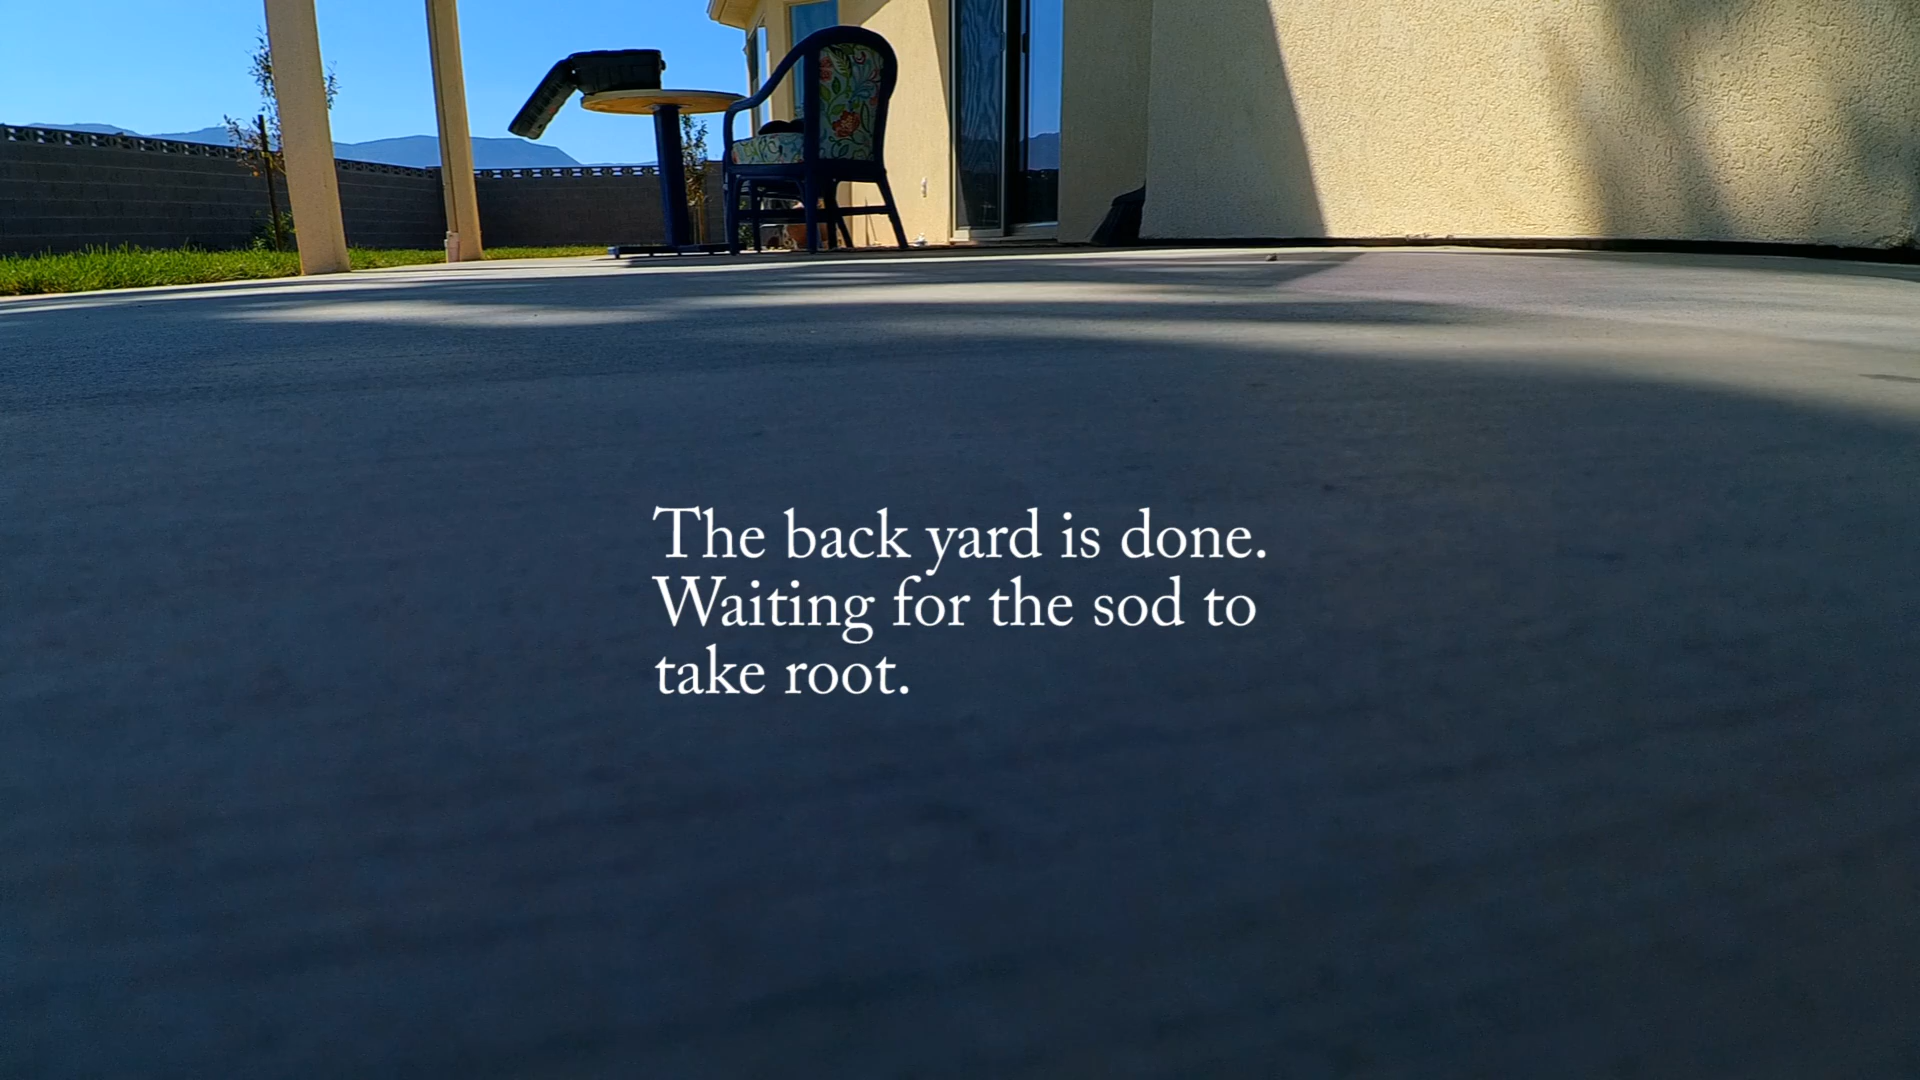 The back yard is done.
Waiting for the sod to
take root.